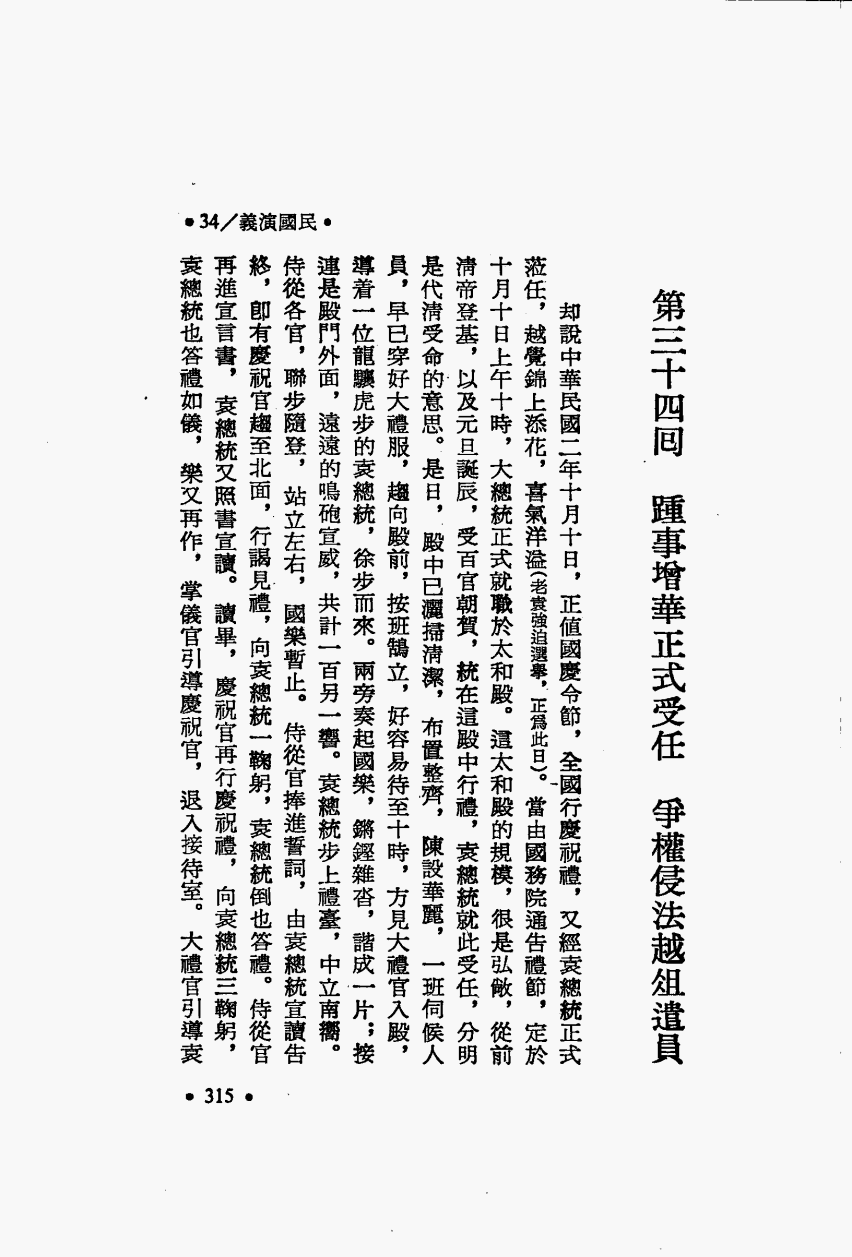 •34／義演國民•
第三十四囘　踵事增華正式受任　爭權侵法越俎遣員
却說中華民國二年十月十日，正值國慶令節，全國行慶祝禮，又經袁總統正式
蒞任，越覺錦上添花，喜氣洋溢（老袁強迫選舉，正爲此日）。當由國務院通告禮節，定於
十月十日上午十時，大總統正式就職於太和殿。這太和殿的規模，很是弘敞，從前
清帝登基，以及元旦誕辰，受百官朝賀，統在這殿中行禮，袁總統就此受任，分明
是代清受命的意思。是日，殿中已灑掃清潔，布置整齊，陳設華麗，一班伺候人
員，早已穿好大禮服，趨向殿前，按班鵠立，好容易待至十時，方見大禮官入殿，
導着一位龍驤虎步的袁總統，徐步而來。兩旁奏起國樂，鏘鏗雜沓，諧成一片；接
連是殿門外面，遠遠的鳴砲宣威，共計一百另一響。袁總統步上禮臺，中立南嚮。
侍從各官，聯步隨登，站立左右，國樂暫止。侍從官捧進誓詞，由袁總統宣讀告
終，卽有慶祝官趨至北面，行謁見禮，向袁總統一鞠躬，袁總統倒也答禮。侍從官
再進宣言書，袁總統又照書宣讀。讀畢，慶祝官再行慶祝禮，向袁總統三鞠躬，
袁總統也答禮如儀，樂又再作，掌儀官引導慶祝官，退入接待室。大禮官引導袁
•315•